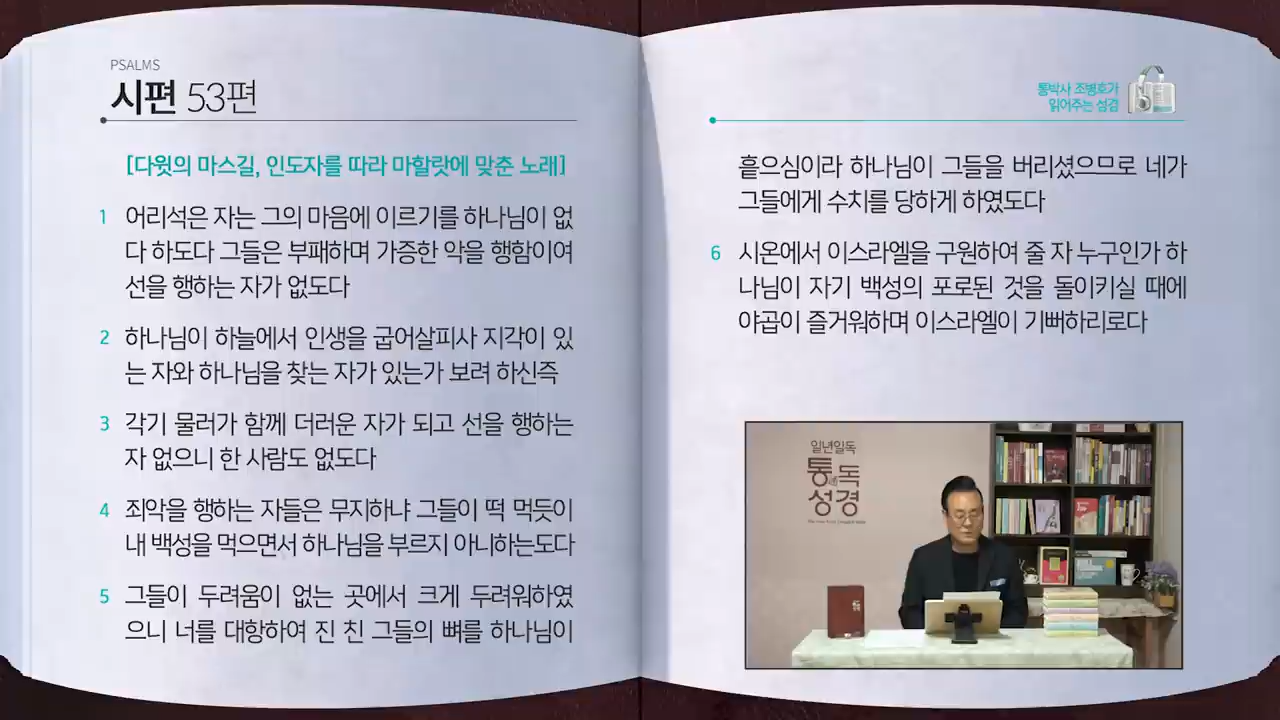 PSALMS
시편 53편
[다윗의 마스길, 인도자를 따라 마할랏에 맞춘 노래]
1 어리석은 자는 그의 마음에 이르기를 하나님이 없
다 하도다 그들은 부패하며 가증한 악을 행함이여
선을 행하는 자가 없도다
2 하나님이 하늘에서 인생을 굽어살피사 지각이 있
는 자와 하나님을 찾는 자가 있는가 보려 하신즉
3 각기 물러가 함께 더러운 자가 되고 선을 행하는
자 없으니 한 사람도 없도다
4 죄악을 행하는 자들은 무지하냐 그들이 떡 먹듯이
내 백성을 먹으면서 하나님을 부르지 아니하는도다
5 그들이 두려움이 없는 곳에서 크게 두려워하였
으니 너를 대항하여 진 친 그들의 뼈를 하나님이
통박사 조병호가
읽어주는 성경
흩으심이라 하나님이 그들을 버리셨으므로 네가
그들에게 수치를 당하게 하였도다
6 시온에서 이스라엘을 구원하여 줄 자 누구인가 하
나님이 자기 백성의 포로된 것을 돌이키실 때에
야곱이 즐거워하며 이스라엘이 기뻐하리로다
일년일독
통독
성경